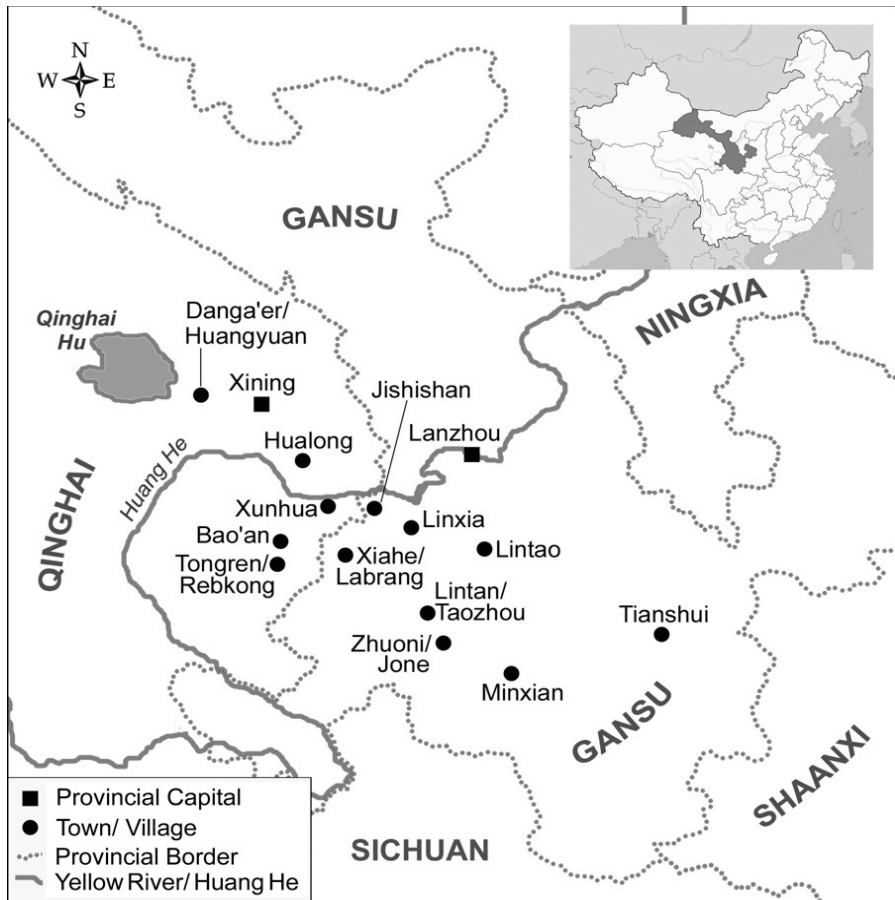 N
W E
S
GANSU
NINGXIA
Qinghai
Hu
Danga'er/
Huangyuan
Xining
Jishishan
Lanzhou
Hualong
Huang He
QINGHAI
Xunhua
Linxia
Bao'an
Lintao
Tongren/
Rebkong
Xiahe/
Labrang
Lintan/
Taozhou
Tianshui
Zhuoni/
Jone
Minxian
GANSU
SHAANXI
SICHUAN
Provincial Capital
Town/ Village
Provincial Border
Yellow River/ Huang He